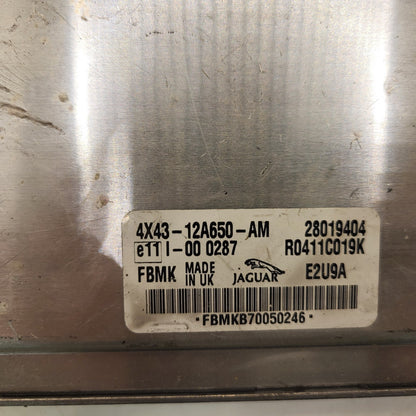 4X43-12A650-AM 28019404
e11 I-00 0287 R0411C019K
FBMK MADE IN UK JAGUAR E2U9A
*FBMKB70050246*